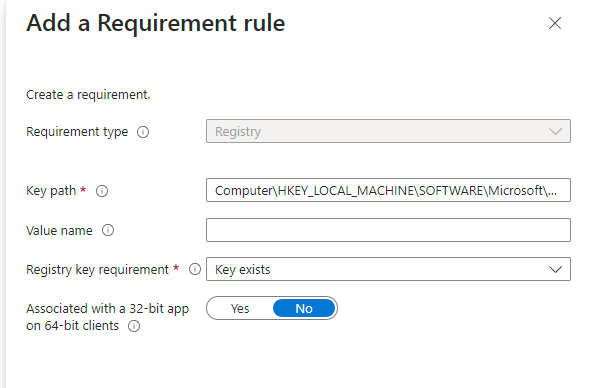 Add a Requirement rule
Create a requirement.
Requirement type
Registry
Key path *
Computer\HKEY_LOCAL_MACHINE\SOFTWARE\Microsoft\...
Value name
Registry key requirement *
Key exists
Associated with a 32-bit app
on 64-bit clients
Yes No